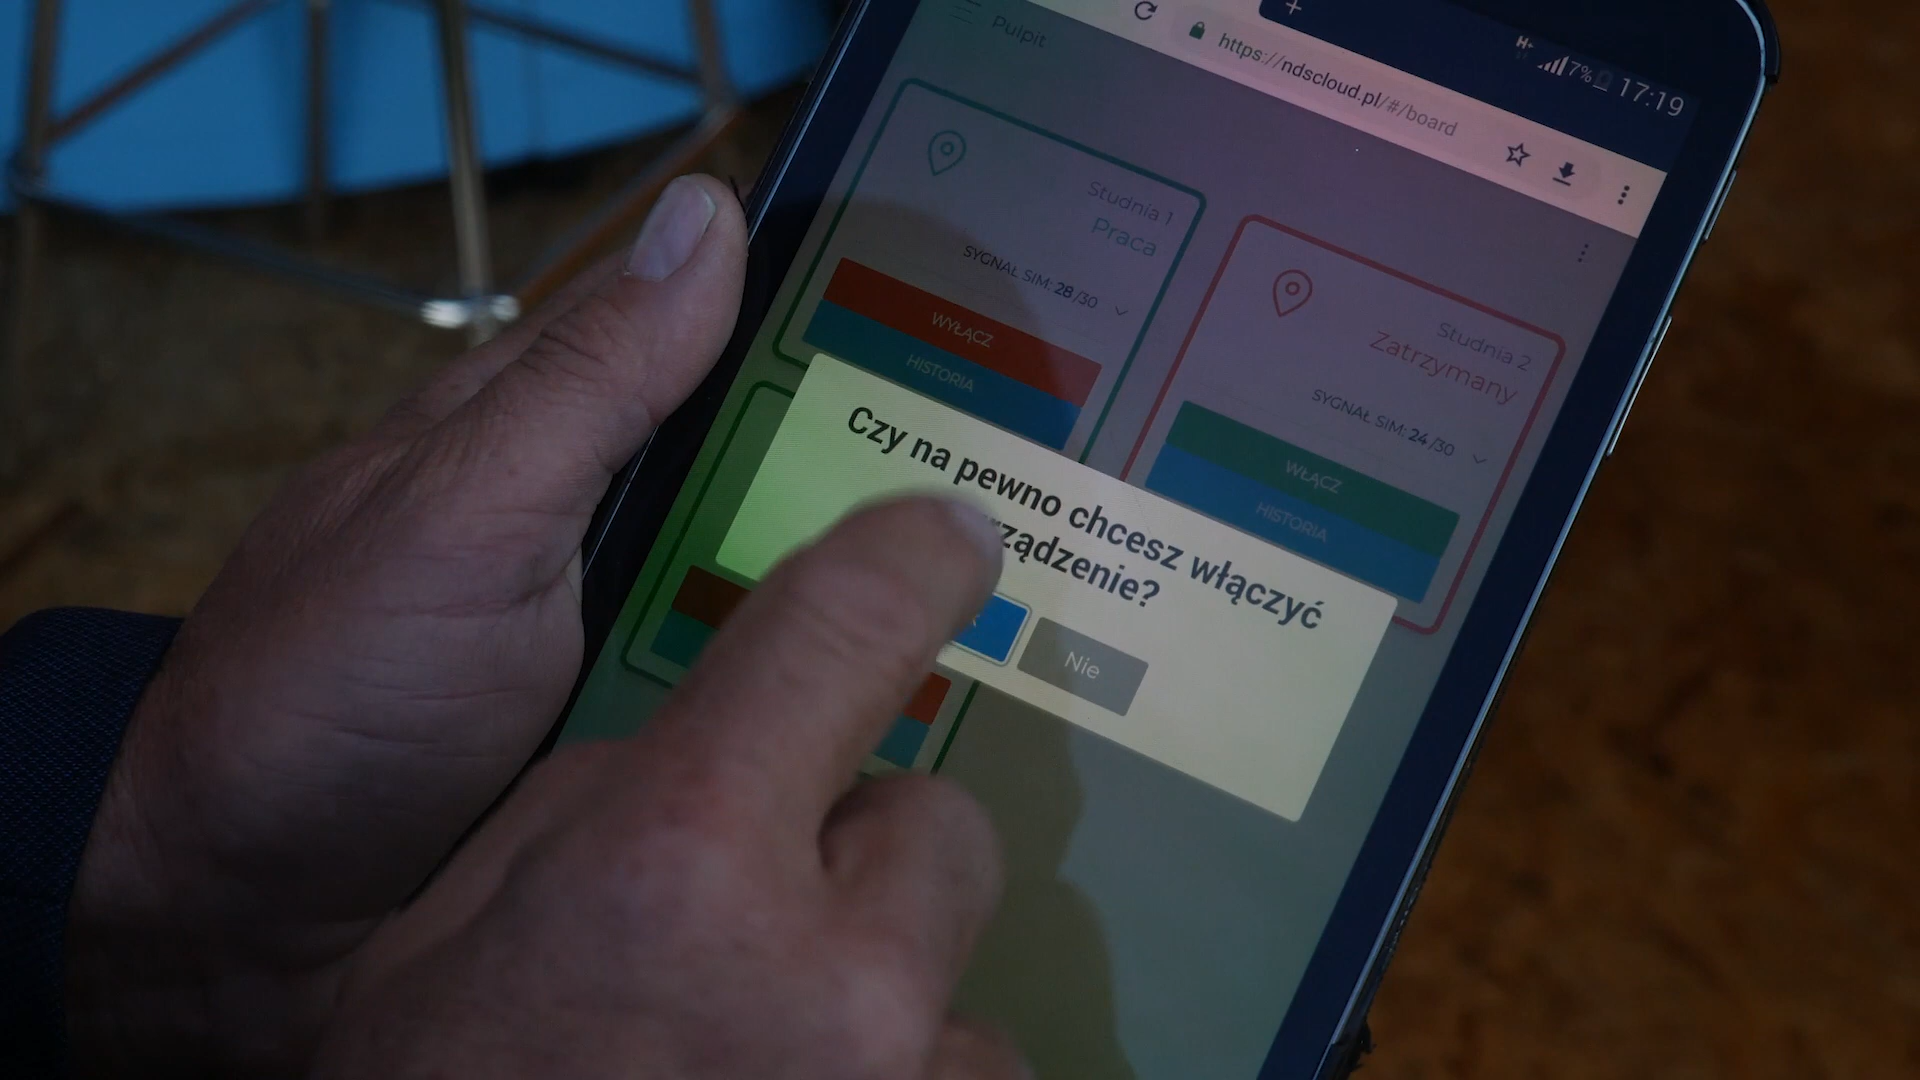 H+ 7% 17:19
https://ndscloud.pl/#/board
Pulpit
Studnia 1
Praca
SYGNAŁ SIM: 28/30
WYŁĄCZ
HISTORIA
Studnia 2
Zatrzymany
SYGNAŁ SIM: 24/30
WŁĄCZ
HISTORIA
Czy na pewno chcesz włączyć
Nie